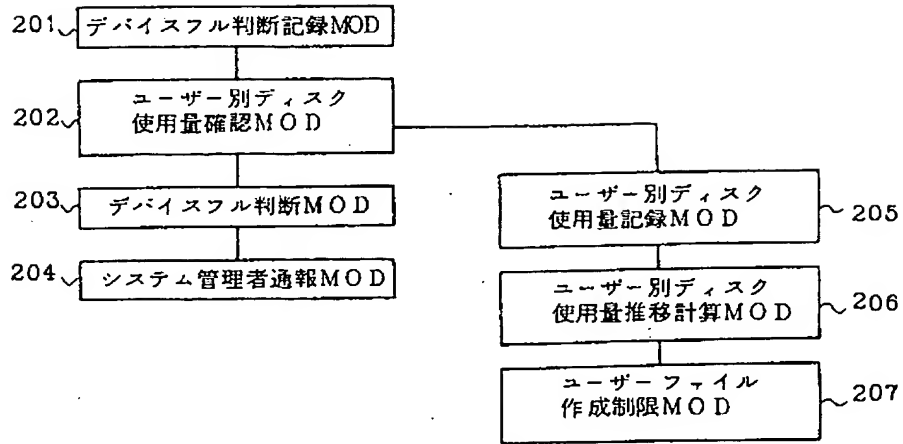 201 デバイスフル判断記録MOD
202 ユーザー別ディスク
使用量確認MOD
203 デバイスフル判断MOD
204 システム管理者通報MOD
ユーザー別ディスク
使用量記録MOD 205
ユーザー別ディスク
使用量推移計算MOD 206
ユーザーファイル
作成制限MOD 207